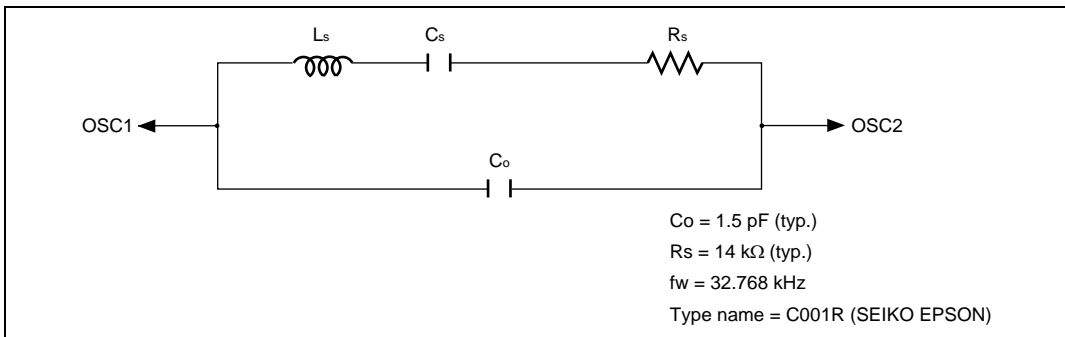 Ls Cs Rs
OSC1 OSC2
Co
Co = 1.5 pF (typ.)
Rs = 14 kΩ (typ.)
fw = 32.768 kHz
Type name = C001R (SEIKO EPSON)